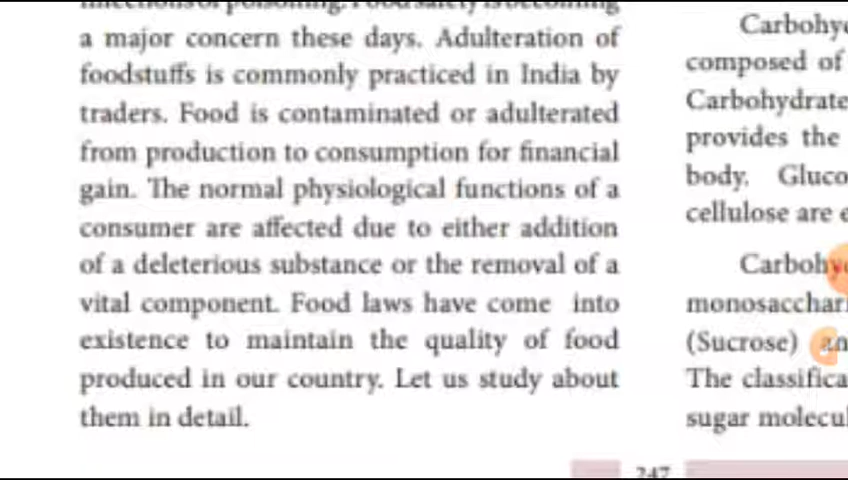 a major concern these days. Adulteration of
foodstuffs is commonly practiced in India by
traders. Food is contaminated or adulterated
from production to consumption for financial
gain. The normal physiological functions of a
consumer are affected due to either addition
of a deleterious substance or the removal of a
vital component. Food laws have come into
existence to maintain the quality of food
produced in our country. Let us study about
them in detail.
composed of
provides the
body.
cellulose are
(Sucrose)
The
sugar
247